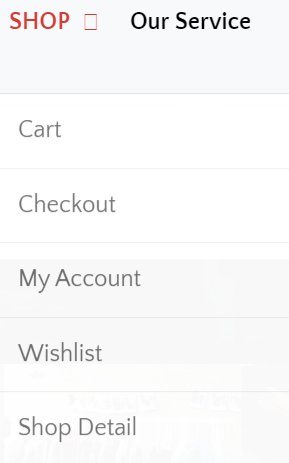 SHOP Our Service
Cart
Checkout
My Account
Wishlist
Shop Detail